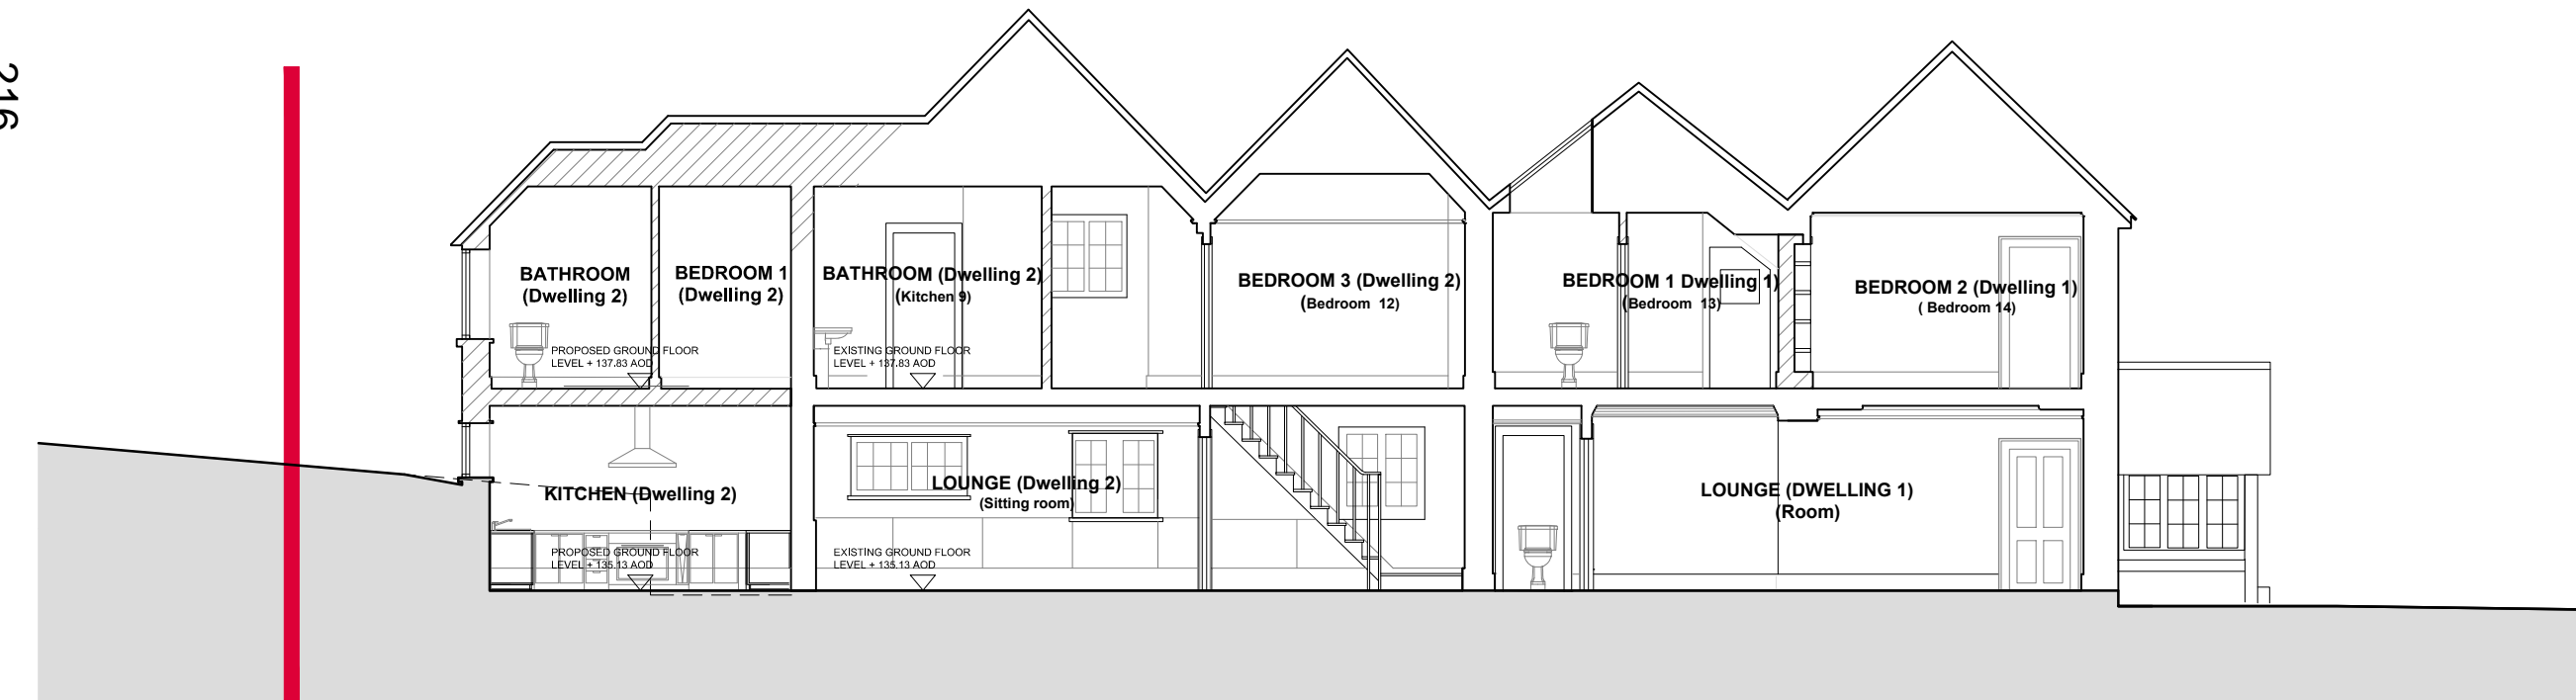 216
BATHROOM
(Dwelling 2)
BEDROOM 1
(Dwelling 2)
BATHROOM (Dwelling 2)
(Kitchen 9)
BEDROOM 3 (Dwelling 2)
(Bedroom 12)
BEDROOM 1 Dwelling 1)
(Bedroom 13)
BEDROOM 2 (Dwelling 1)
( Bedroom 14)
PROPOSED GROUND FLOOR
LEVEL + 137.83 AOD
EXISTING GROUND FLOOR
LEVEL + 137.83 AOD
KITCHEN (Dwelling 2)
LOUNGE (Dwelling 2)
(Sitting room)
LOUNGE (DWELLING 1)
(Room)
PROPOSED GROUND FLOOR
LEVEL + 135.13 AOD
EXISTING GROUND FLOOR
LEVEL + 135.13 AOD